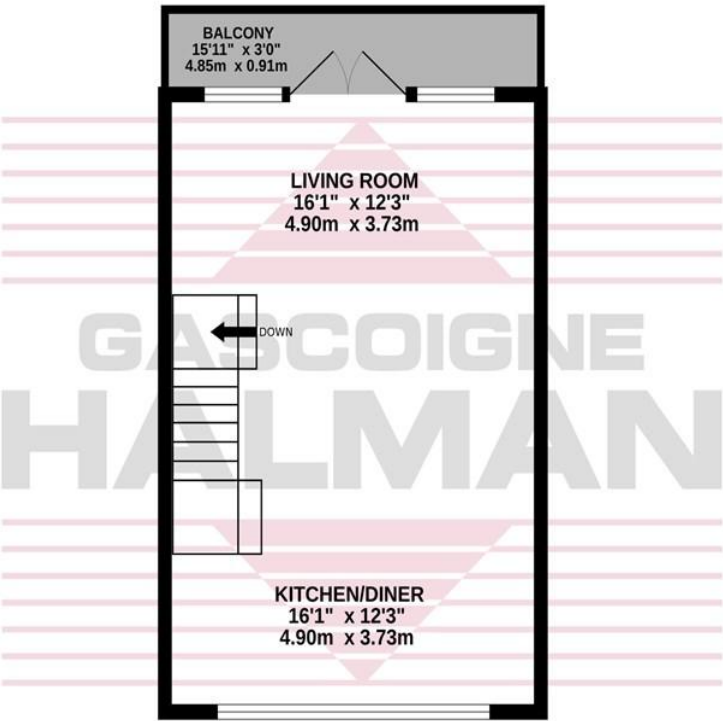 BALCONY
15'11" x 3'0"
4.85m x 0.91m
LIVING ROOM
16'1" x 12'3"
4.90m x 3.73m
DOWN
GASCOIGNE
HALMAN
KITCHEN/DINER
16'1" x 12'3"
4.90m x 3.73m